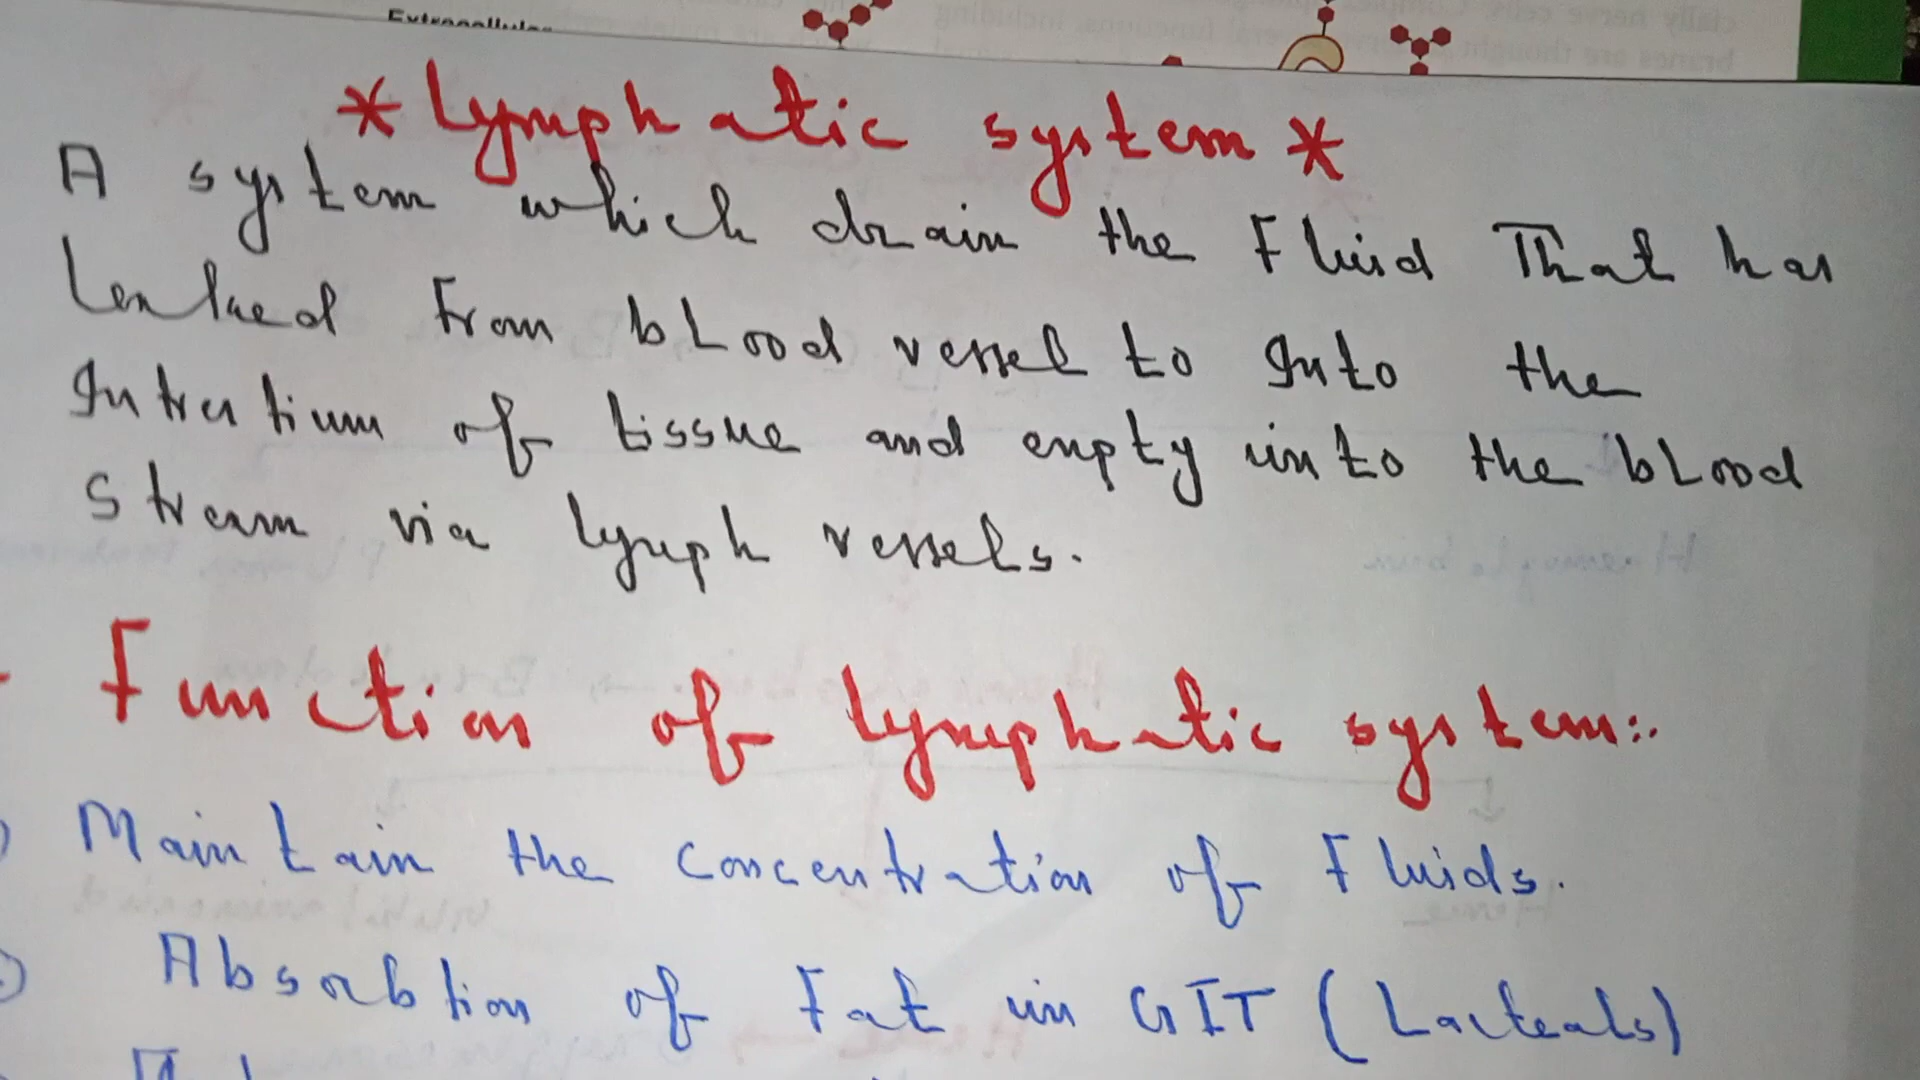 Extracellular
* Lymphatic system *
A system which drain the Fluid That has
Leaked From bLood vessel to Into the
Intrestium of tissue and empty into the bLood
stream via lymph vessels.
Function of lymphatic system:-
Maintain the concentration of Fluids.
Absorbtion of Fat in GIT (Lacteals)